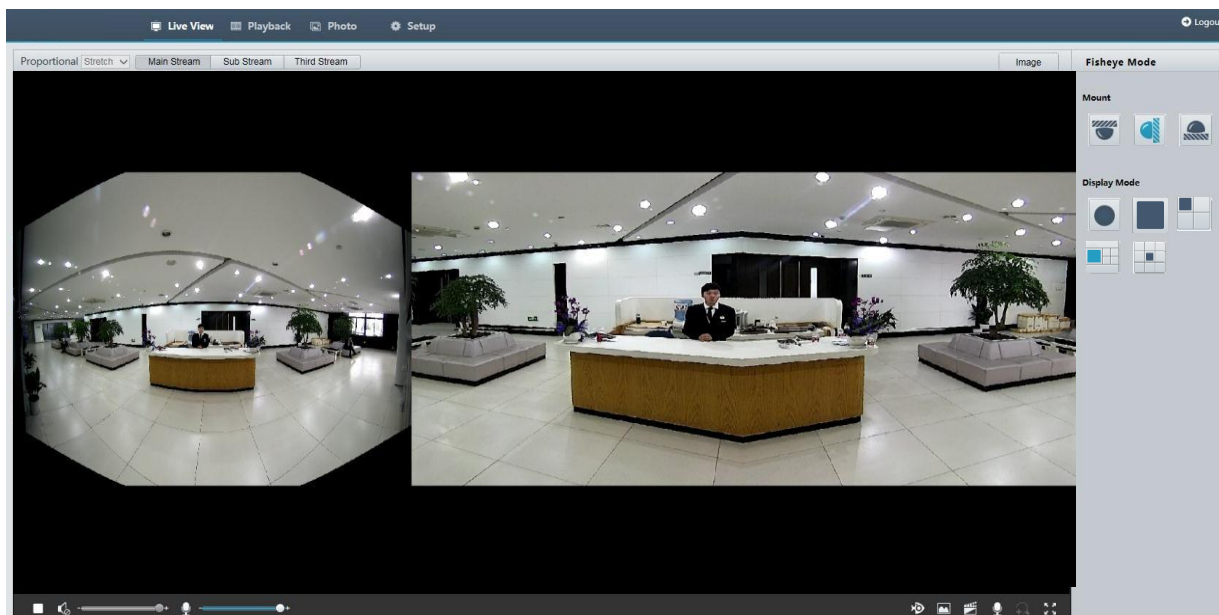 Live View Playback Photo Setup Logou
Proportional Stretch Main Stream Sub Stream Third Stream Image Fisheye Mode
Mount
Display Mode